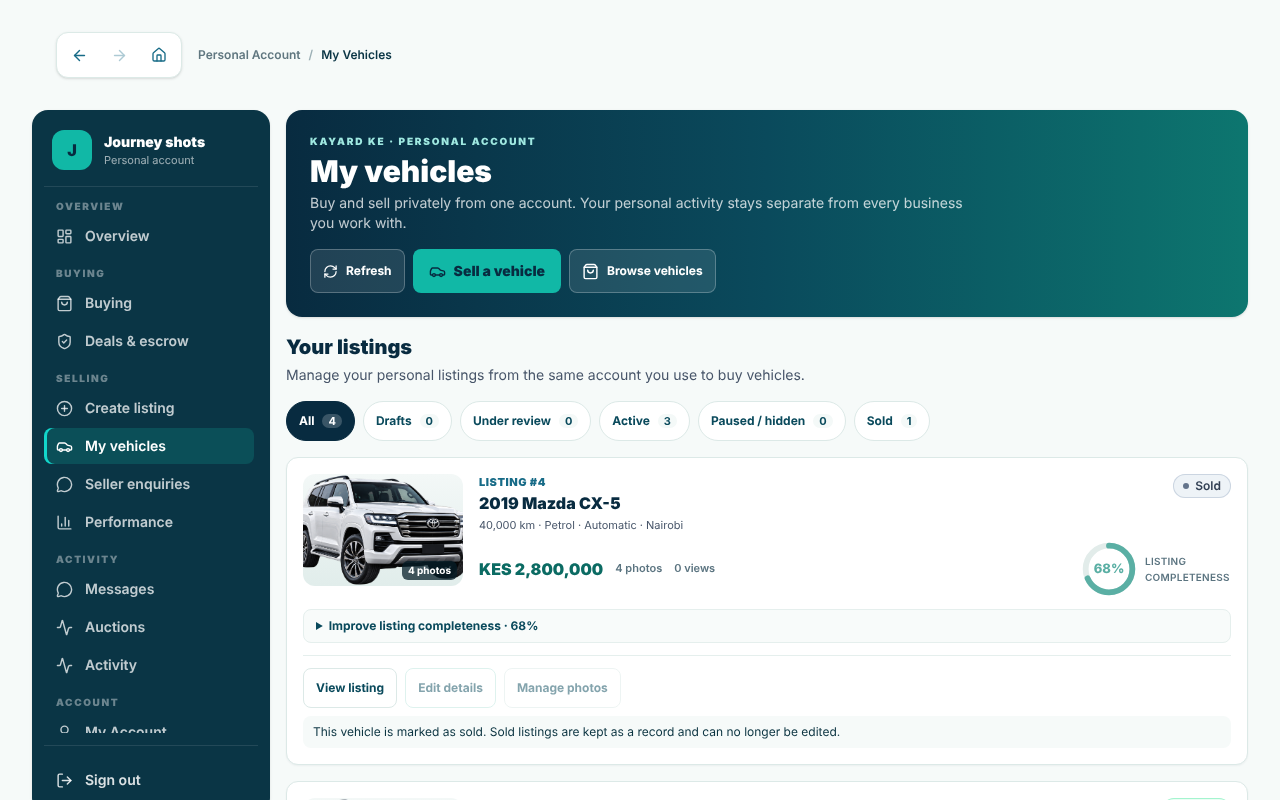 Personal Account / My Vehicles
J
Journey shots
Personal account
OVERVIEW
Overview
BUYING
Buying
Deals & escrow
SELLING
Create listing
My vehicles
Seller enquiries
Performance
ACTIVITY
Messages
Auctions
Activity
ACCOUNT
My Account
Sign out
KAYARD KE · PERSONAL ACCOUNT
My vehicles
Buy and sell privately from one account. Your personal activity stays separate from every business
you work with.
Refresh
Sell a vehicle
Browse vehicles
Your listings
Manage your personal listings from the same account you use to buy vehicles.
All 4
Drafts 0
Under review 0
Active 3
Paused / hidden 0
Sold 1
4 photos
LISTING #4
2019 Mazda CX-5
40,000 km · Petrol · Automatic · Nairobi
KES 2,800,000
4 photos
0 views
Sold
68%
LISTING
COMPLETENESS
Improve listing completeness · 68%
View listing
Edit details
Manage photos
This vehicle is marked as sold. Sold listings are kept as a record and can no longer be edited.